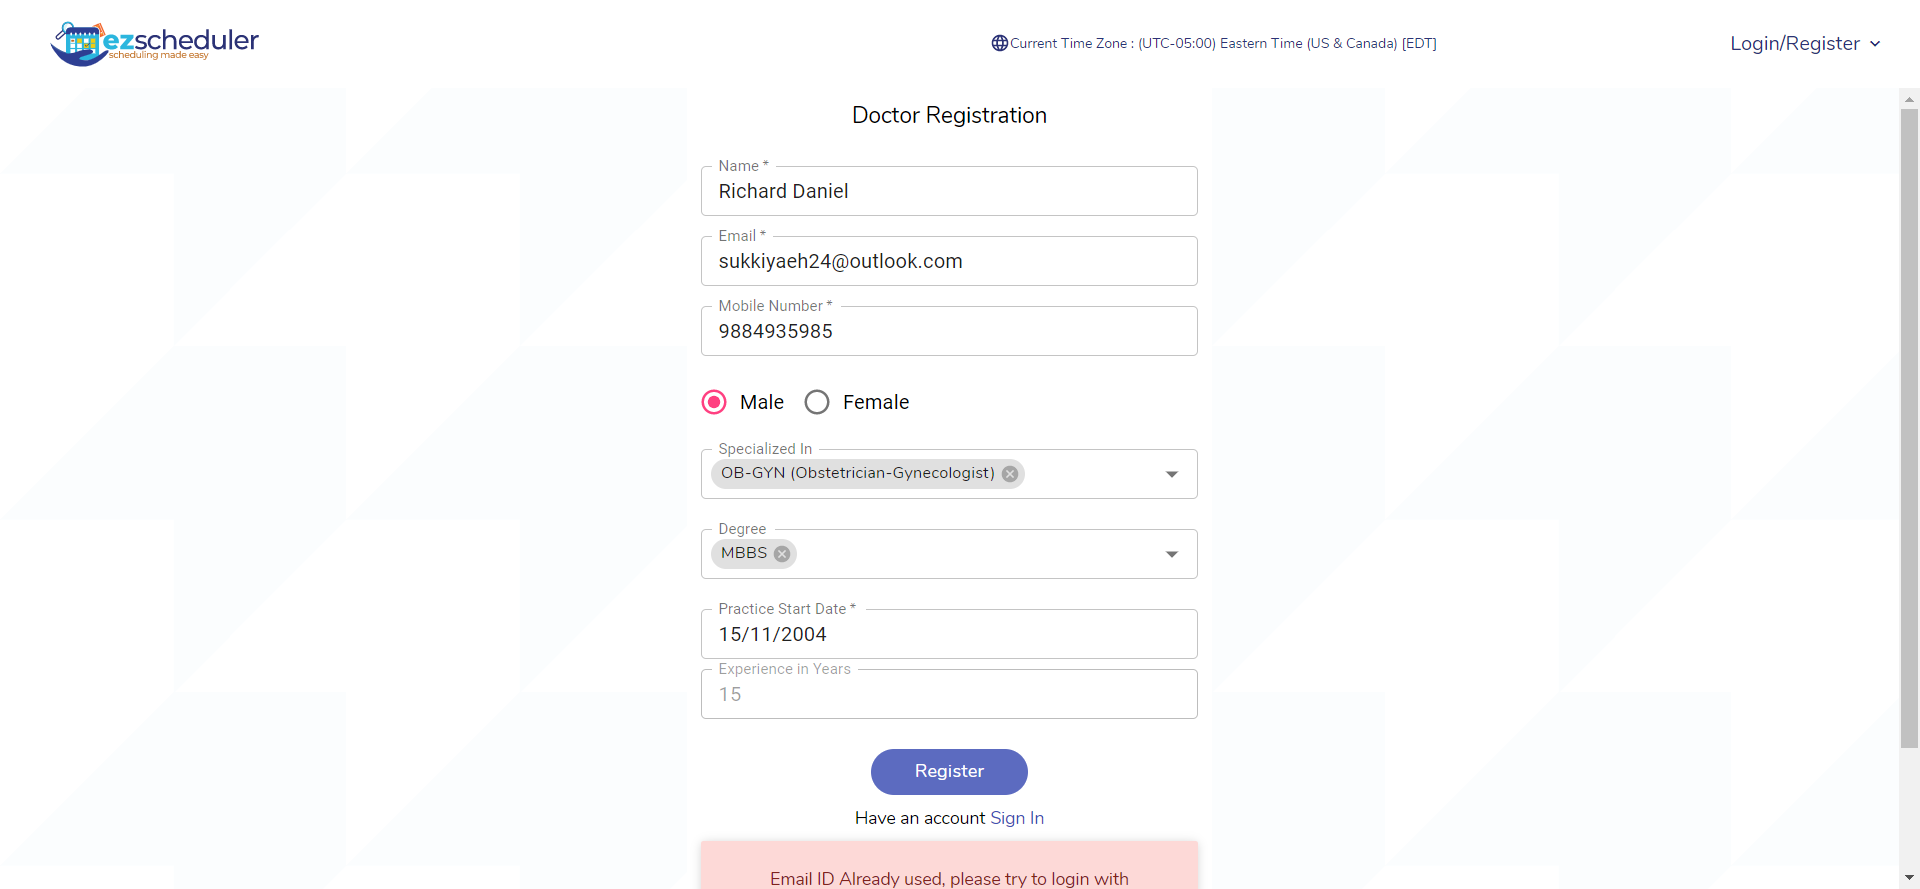 ezscheduler
scheduling made easy
Current Time Zone : (UTC-05:00) Eastern Time (US & Canada) [EDT]
Login/Register
Doctor Registration
Name *
Richard Daniel
Email *
sukkiyaeh24@outlook.com
Mobile Number *
9884935985
Male Female
Specialized In
OB-GYN (Obstetrician-Gynecologist)
Degree
MBBS
Practice Start Date *
15/11/2004
Experience in Years
15
Register
Have an account Sign In
Email ID Already used, please try to login with